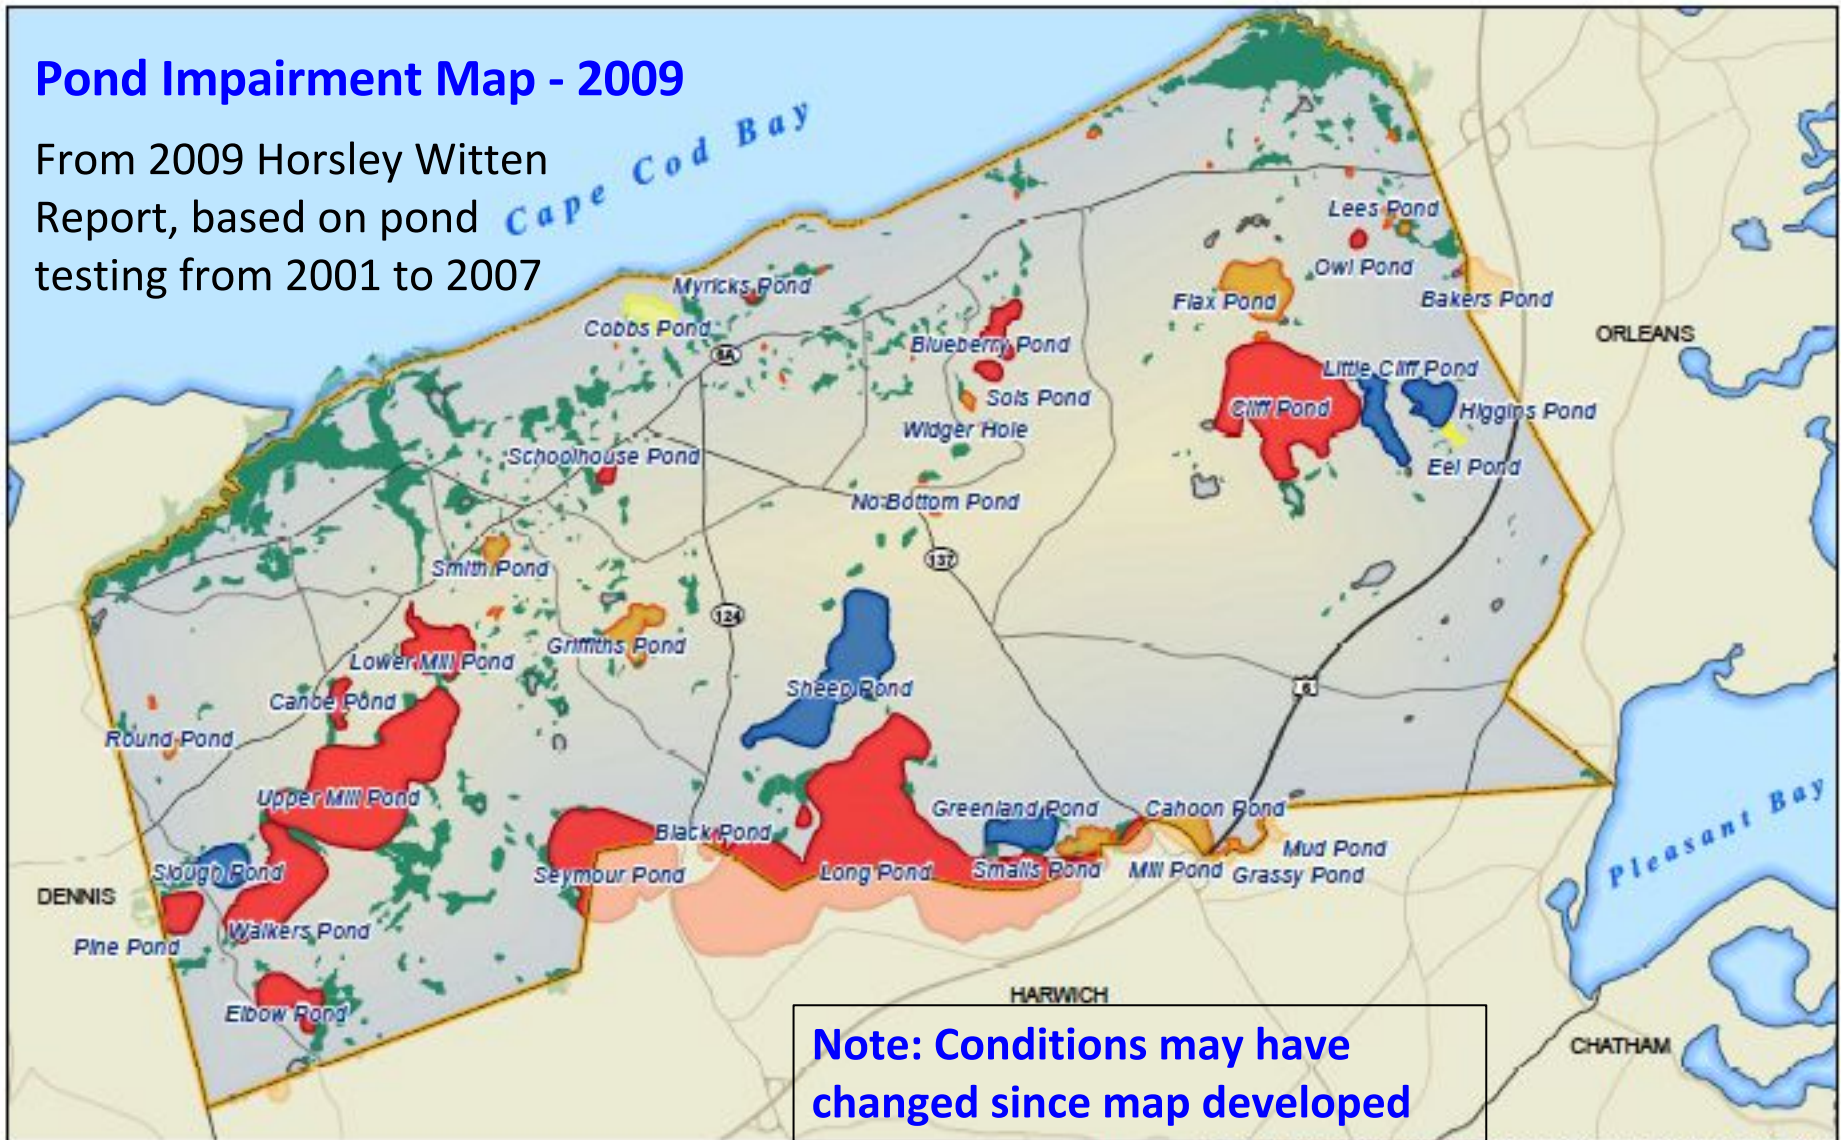 Pond Impairment Map - 2009
From 2009 Horsley Witten
Report, based on pond
testing from 2001 to 2007
Cape Cod Bay
Lees Pond
Owl Pond
Myricks Pond
Flax Pond
Bakers Pond
Cobbs Pond
ORLEANS
Blueberry Pond
6A
Little Cliff Pond
Sols Pond
Cliff Pond
Higgins Pond
Widger Hole
Schoolhouse Pond
Eel Pond
No Bottom Pond
137
Smith Pond
124
Griffiths Pond
Lower Mill Pond
Sheep Pond
6
Canoe Pond
Round Pond
Upper Mill Pond
Greenland Pond
Cahoon Pond
Black Pond
Pleasant Bay
Mud Pond
Slough Pond
Seymour Pond
Long Pond
Smalls Pond
Mill Pond
Grassy Pond
DENNIS
Walkers Pond
Pine Pond
HARWICH
Elbow Pond
CHATHAM
Note: Conditions may have
changed since map developed